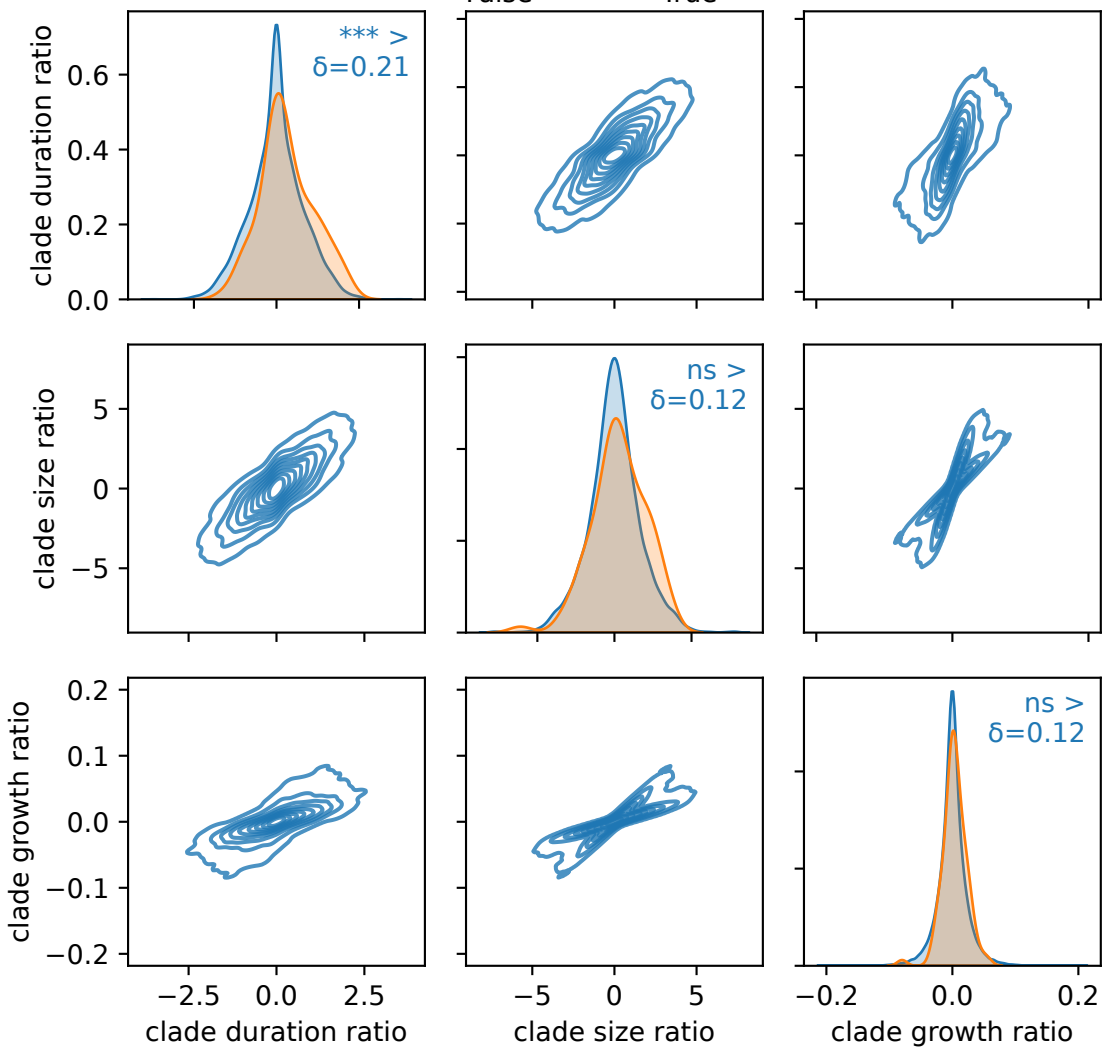 False True
clade duration ratio
0.6
0.4
0.2
0.0
*** >
δ=0.21
clade size ratio
5
0
−5
ns >
δ=0.12
clade growth ratio
0.2
0.1
0.0
−0.1
−0.2
ns >
δ=0.12
−2.5 0.0 2.5
−5 0 5
−0.2 0.0 0.2
clade duration ratio
clade size ratio
clade growth ratio